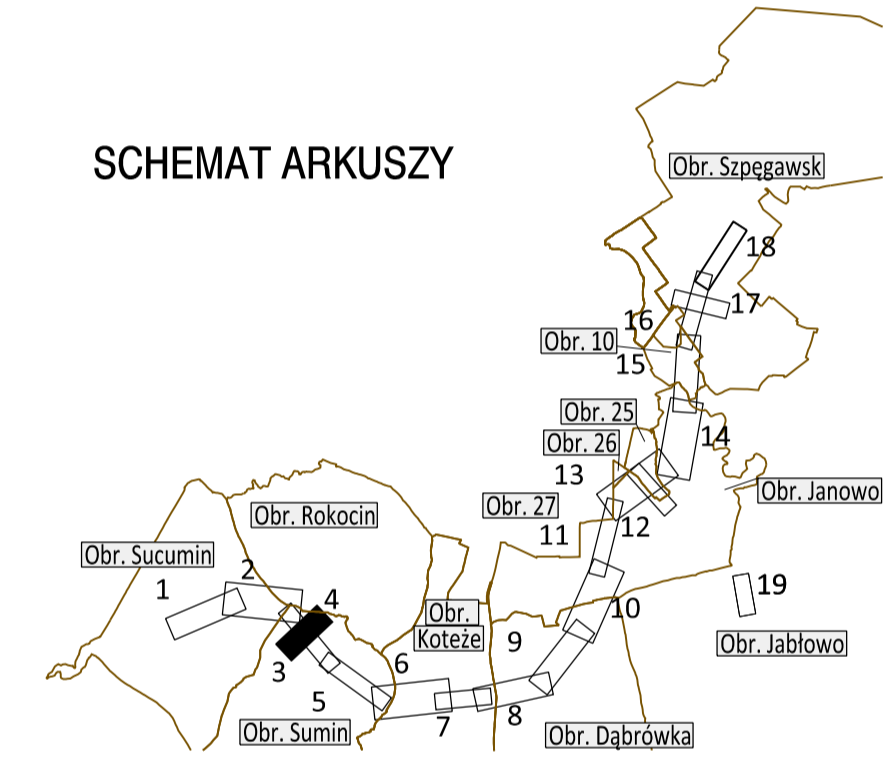 SCHEMAT ARKUSZY
Obr. Szpęgawsk
18
17
16
Obr. 10
15
Obr. 25
14
Obr. 26
13
Obr. Janowo
Obr. 27
12
11
Obr. Rokocin
Obr. Sucumin
1
2
4
19
10
Obr.
Koteże
9
Obr. Jabłowo
3
6
5
7
8
Obr. Sumin
Obr. Dąbrówka